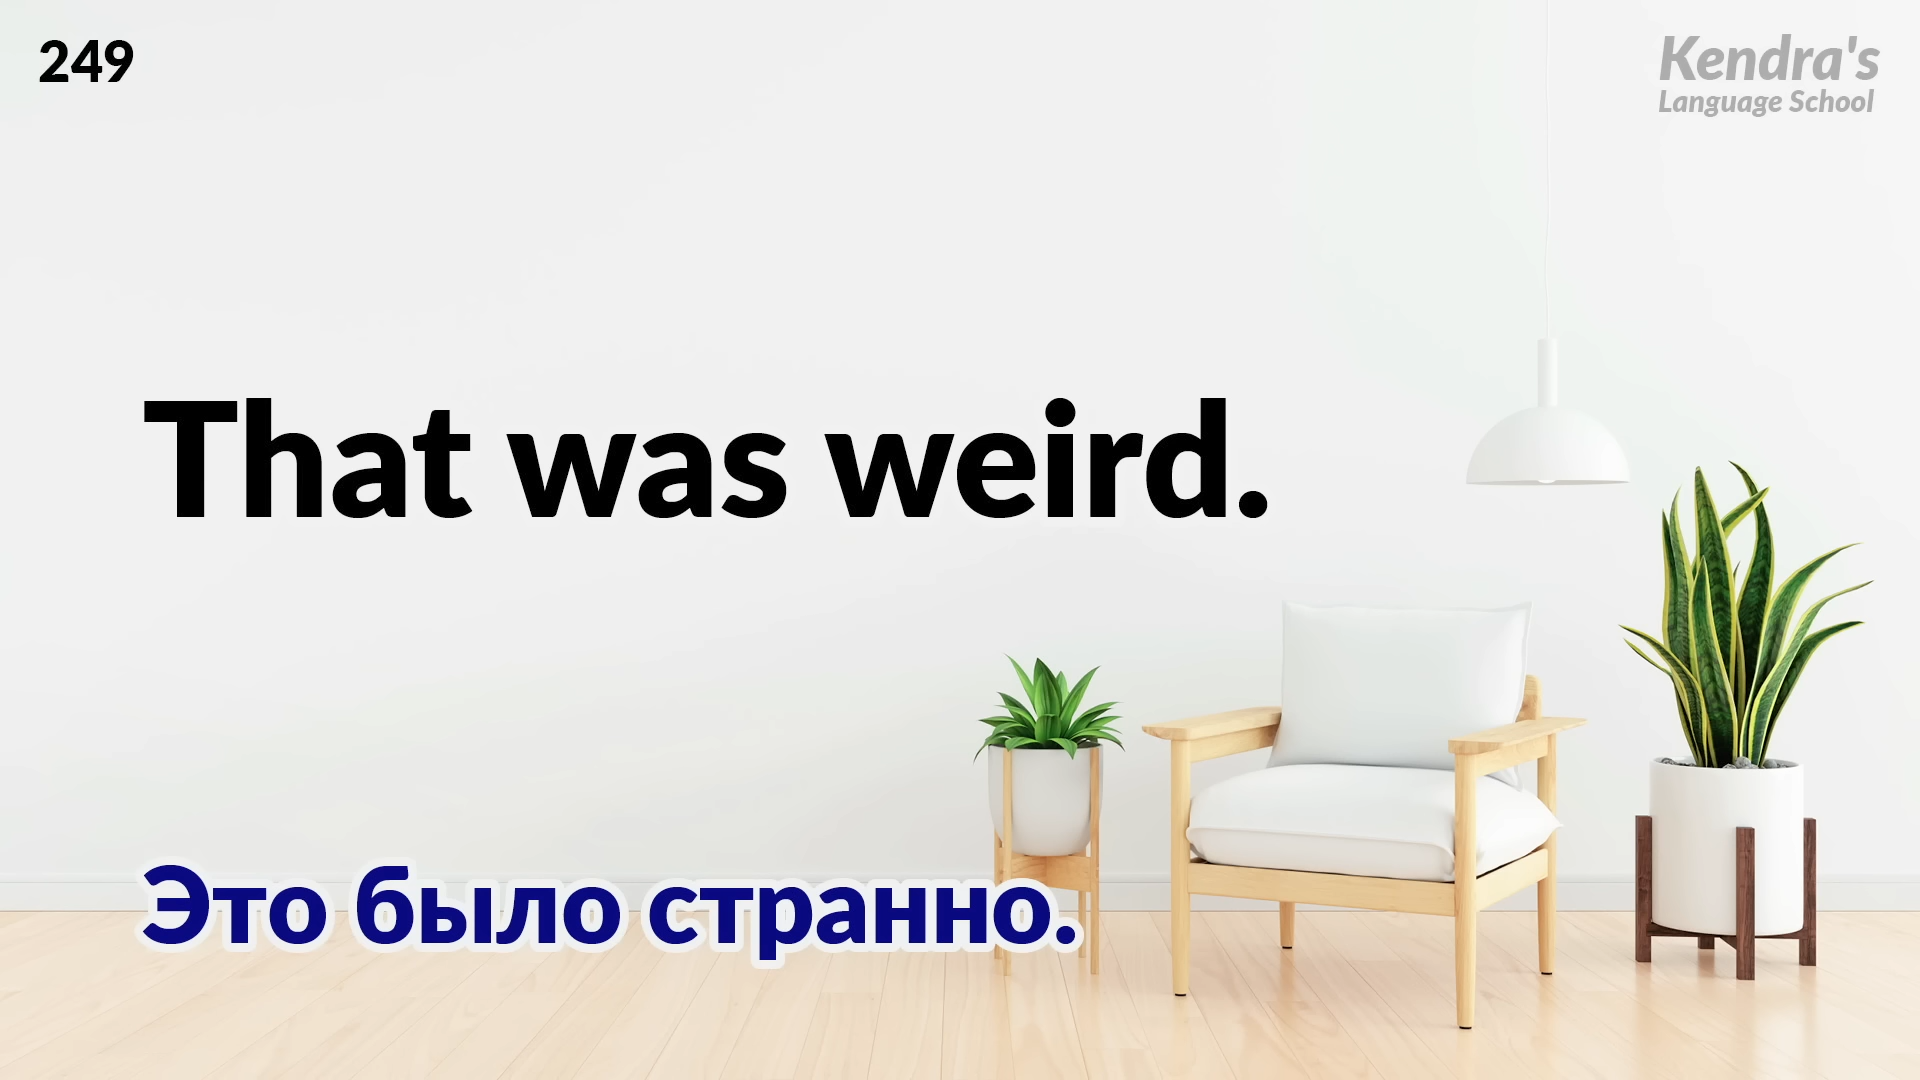 249
Kendra's
Language School
That was weird.
Это было странно.